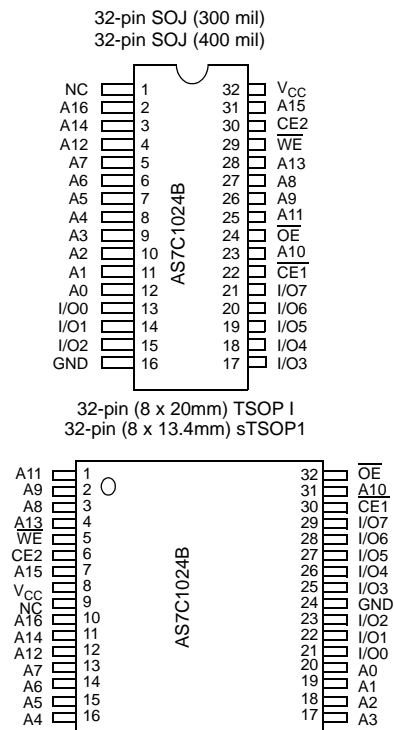 32-pin SOJ (300 mil)
32-pin SOJ (400 mil)
NC 1 32 VCC
A16 2 31 A15
A14 3 30 CE2
A12 4 29 W̅E̅
A7 5 28 A13
A6 6 27 A8
A5 7 26 A9
A4 8 25 A11
A3 9 24 O̅E̅
A2 10 23 A10
A1 11 22 C̅E̅1̅
A0 12 21 I/O7
I/O0 13 20 I/O6
I/O1 14 19 I/O5
I/O2 15 18 I/O4
GND 16 17 I/O3
AS7C1024B
32-pin (8 x 20mm) TSOP I
32-pin (8 x 13.4mm) sTSOP1
A11 1 32 O̅E̅
A9 2 31 A10
A8 3 30 C̅E̅1̅
A13 4 29 I/O7
W̅E̅ 5 28 I/O6
CE2 6 27 I/O5
A15 7 26 I/O4
VCC 8 25 I/O3
NC 9 24 GND
A16 10 23 I/O2
A14 11 22 I/O1
A12 12 21 I/O0
A7 13 20 A0
A6 14 19 A1
A5 15 18 A2
A4 16 17 A3
AS7C1024B